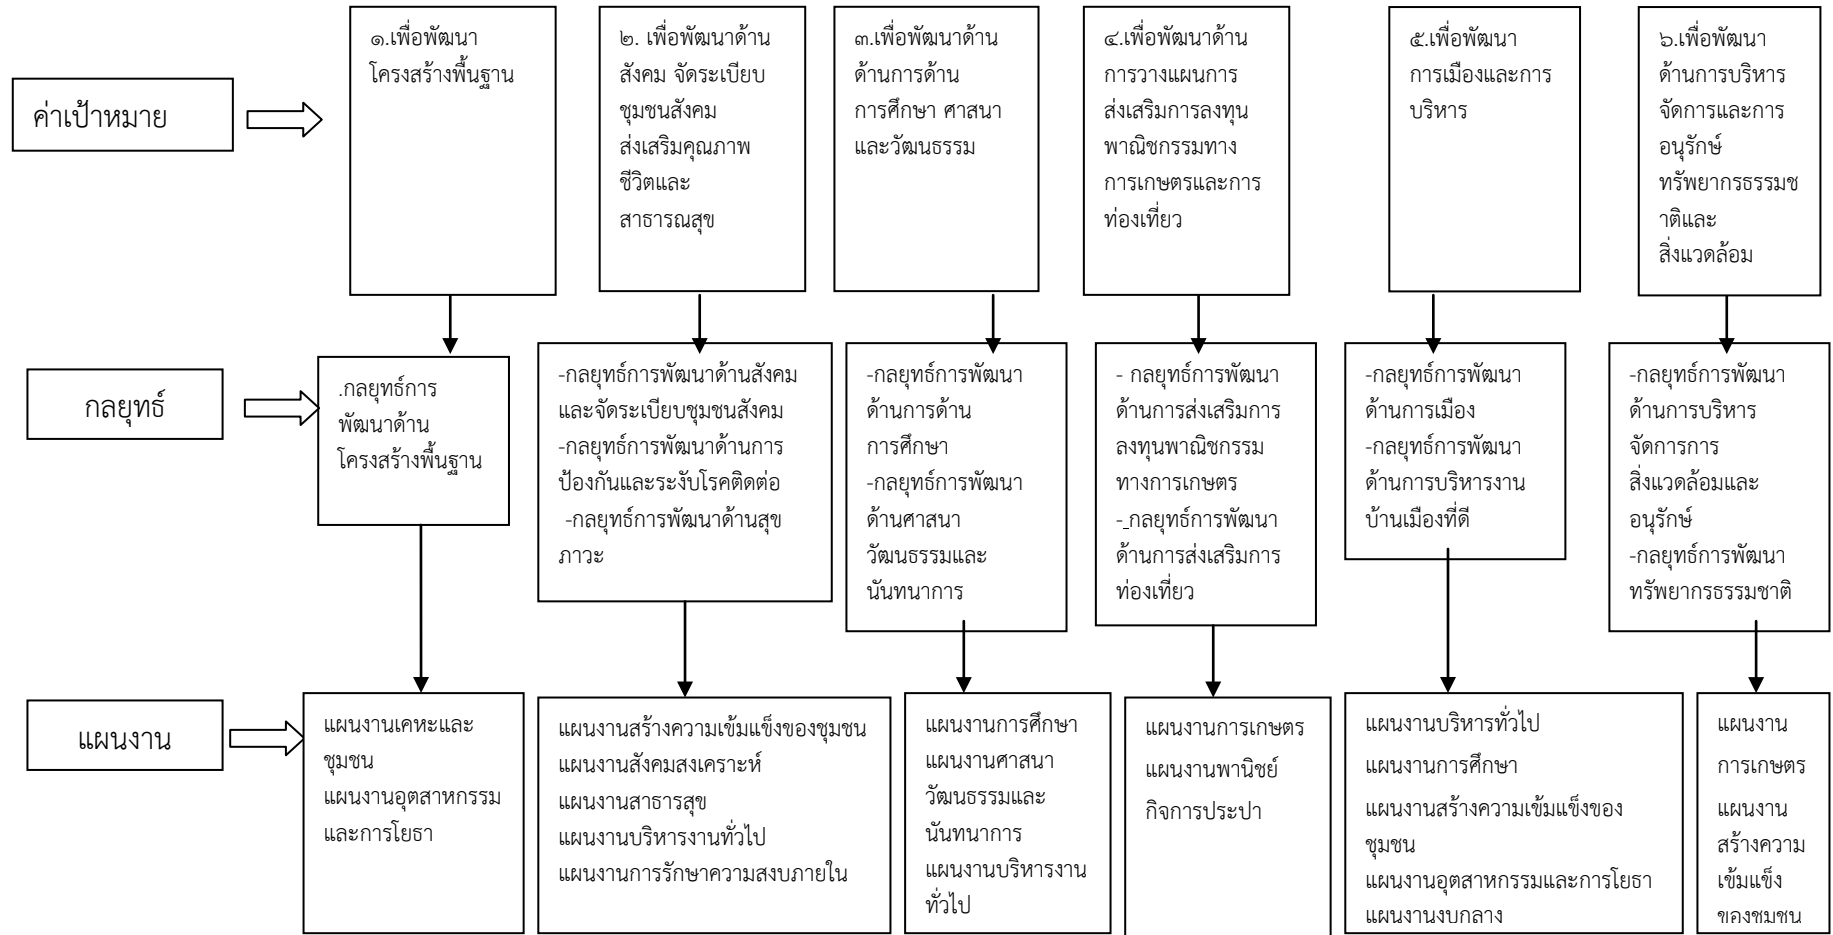 ค่าเป้าหมาย
๑.เพื่อพัฒนา
โครงสร้างพื้นฐาน
๒. เพื่อพัฒนาด้าน
สังคม จัดระเบียบ
ชุมชนสังคม
ส่งเสริมคุณภาพ
ชีวิตและ
สาธารณสุข
๓.เพื่อพัฒนาด้าน
ด้านการด้าน
การศึกษา ศาสนา
และวัฒนธรรม
๔.เพื่อพัฒนาด้าน
การวางแผนการ
ส่งเสริมการลงทุน
พาณิชกรรมทาง
การเกษตรและการ
ท่องเที่ยว
๕.เพื่อพัฒนา
การเมืองและการ
บริหาร
๖.เพื่อพัฒนา
ด้านการบริหาร
จัดการและการ
อนุรักษ์
ทรัพยากรธรรมช
าติและ
สิ่งแวดล้อม
กลยุทธ์
.กลยุทธ์การ
พัฒนาด้าน
โครงสร้างพื้นฐาน
-กลยุทธ์การพัฒนาด้านสังคม
และจัดระเบียบชุมชนสังคม
-กลยุทธ์การพัฒนาด้านการ
ป้องกันและระงับโรคติดต่อ
-กลยุทธ์การพัฒนาด้านสุข
ภาวะ
-กลยุทธ์การพัฒนา
ด้านการด้าน
การศึกษา
-กลยุทธ์การพัฒนา
ด้านศาสนา
วัฒนธรรมและ
นันทนาการ
- กลยุทธ์การพัฒนา
ด้านการส่งเสริมการ
ลงทุนพาณิชกรรม
ทางการเกษตร
- กลยุทธ์การพัฒนา
ด้านการส่งเสริมการ
ท่องเที่ยว
-กลยุทธ์การพัฒนา
ด้านการเมือง
-กลยุทธ์การพัฒนา
ด้านการบริหารงาน
บ้านเมืองที่ดี
-กลยุทธ์การพัฒนา
ด้านการบริหาร
จัดการการ
สิ่งแวดล้อมและ
อนุรักษ์
-กลยุทธ์การพัฒนา
ทรัพยากรธรรมชาติ
แผนงาน
แผนงานเคหะและ
ชุมชน
แผนงานอุตสาหกรรม
และการโยธา
แผนงานสร้างความเข้มแข็งของชุมชน
แผนงานสังคมสงเคราะห์
แผนงานสาธารสุข
แผนงานบริหารงานทั่วไป
แผนงานการรักษาความสงบภายใน
แผนงานการศึกษา
แผนงานศาสนา
วัฒนธรรมและ
นันทนาการ
แผนงานบริหารงาน
ทั่วไป
แผนงานการเกษตร
แผนงานพานิชย์
กิจการประปา
แผนงานบริหารทั่วไป
แผนงานการศึกษา
แผนงานสร้างความเข้มแข็งของ
ชุมชน
แผนงานอุตสาหกรรมและการโยธา
แผนงานงบกลาง
แผนงาน
การเกษตร
แผนงาน
สร้างความ
เข้มแข็ง
ของชุมชน